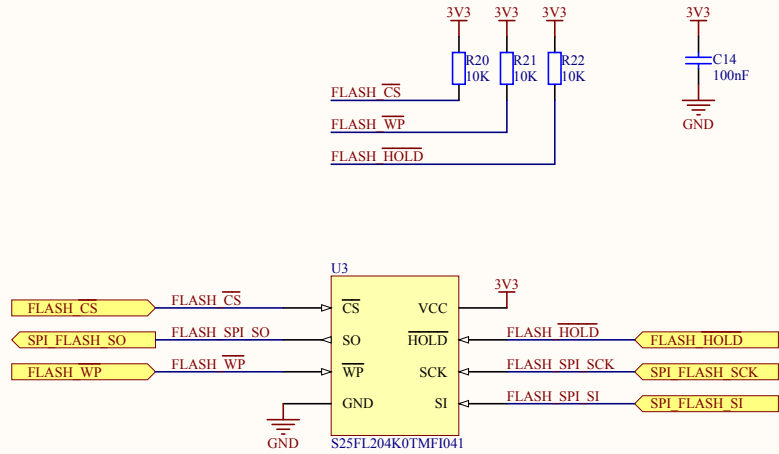 3V3 3V3 3V3 3V3
R20 R21 R22 C14
10K 10K 10K 100nF
FLASH_CS
FLASH_WP
FLASH_HOLD
GND
U3
3V3
FLASH_CS FLASH_CS CS VCC
SPI_FLASH_SO FLASH_SPI_SO SO HOLD FLASH_HOLD FLASH_HOLD
FLASH_WP FLASH_WP WP SCK FLASH_SPI_SCK SPI_FLASH_SCK
GND SI FLASH_SPI_SI SPI_FLASH_SI
GND S25FL204K0TMFI041